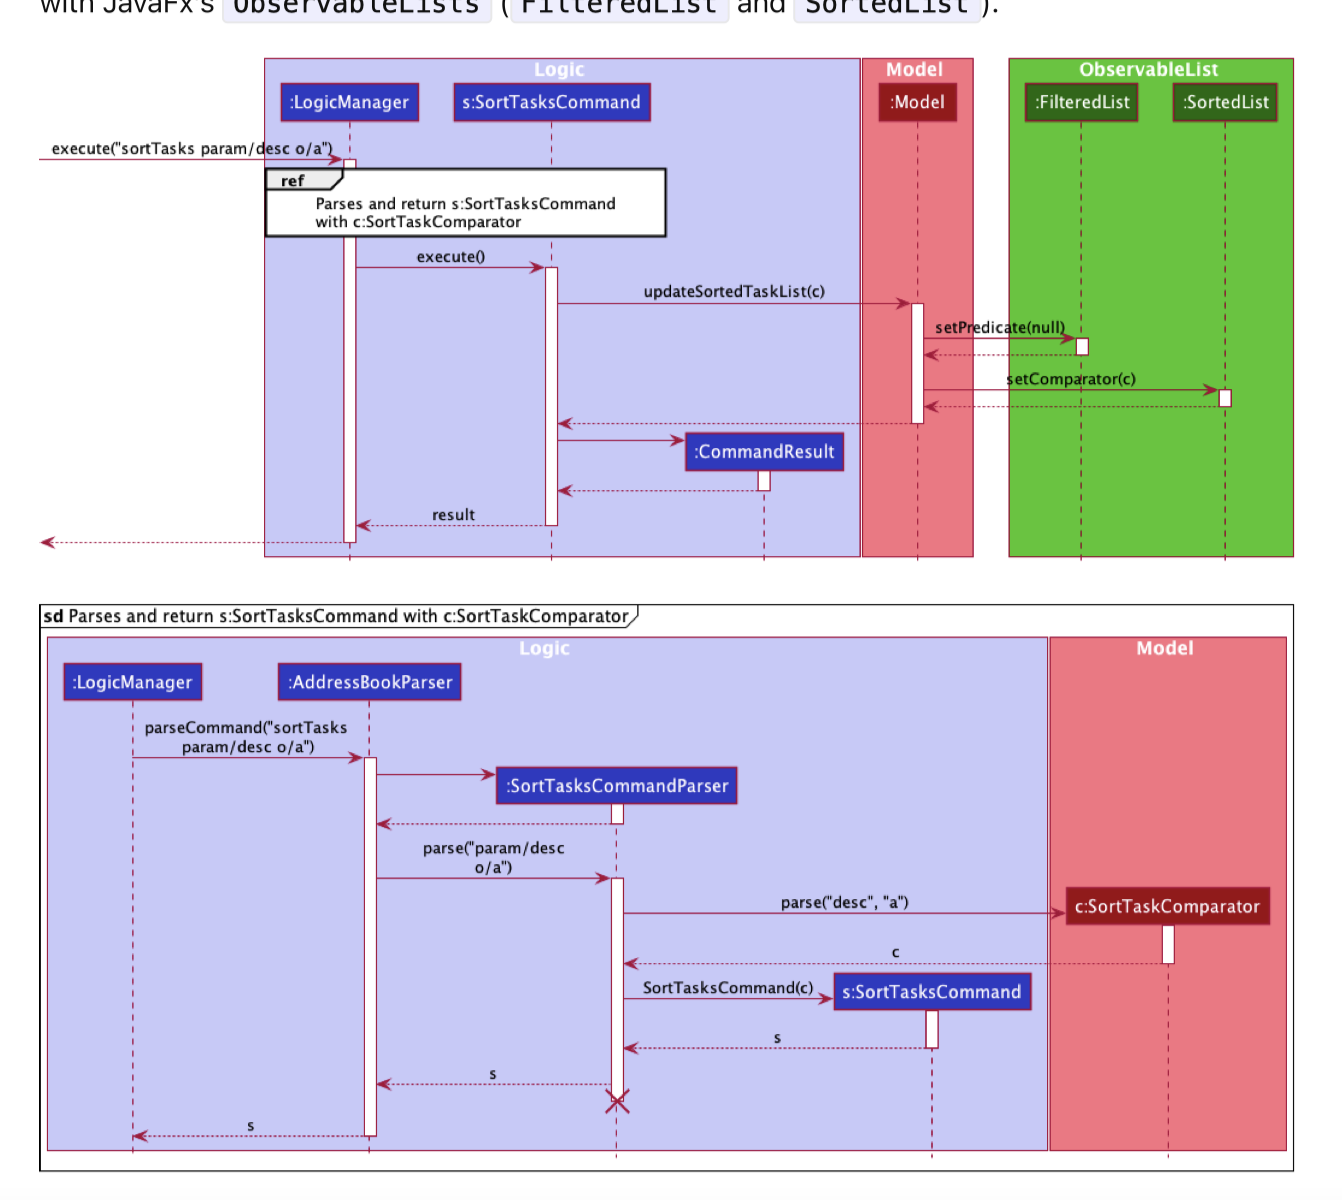 with JavaFx's ObservableLists ( FilteredList and SortedList ).
Logic
Model
ObservableList
:LogicManager
s:SortTasksCommand
:Model
:FilteredList
:SortedList
execute("sortTasks param/desc o/a")
ref
Parses and return s:SortTasksCommand
with c:SortTaskComparator
execute()
updateSortedTaskList(c)
setPredicate(null)
setComparator(c)
:CommandResult
result
sd Parses and return s:SortTasksCommand with c:SortTaskComparator
Logic
Model
:LogicManager
:AddressBookParser
parseCommand("sortTasks
param/desc o/a")
:SortTasksCommandParser
parse("param/desc
o/a")
parse("desc", "a")
c:SortTaskComparator
c
SortTasksCommand(c)
s:SortTasksCommand
s
s
s